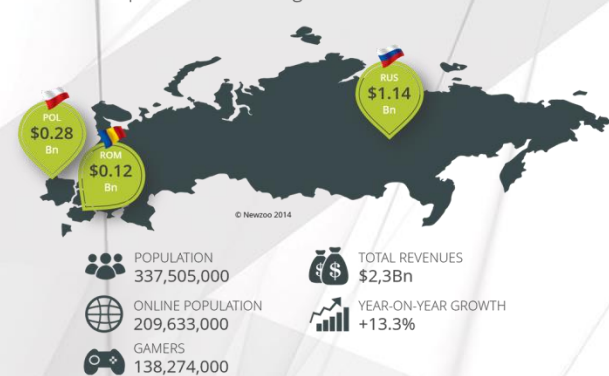 RUS
$1.14
Bn
POL
$0.28
Bn
ROM
$0.12
Bn
© Newzoo 2014
POPULATION
337,505,000
TOTAL REVENUES
$2,3Bn
ONLINE POPULATION
209,633,000
YEAR-ON-YEAR GROWTH
+13.3%
GAMERS
138,274,000